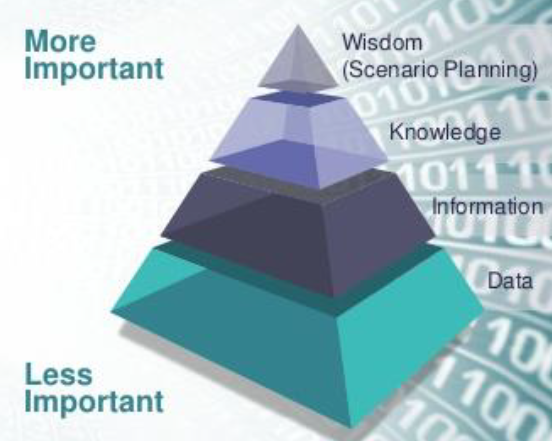 More
Important
Wisdom
(Scenario Planning)
Knowledge
Information
Data
Less
Important